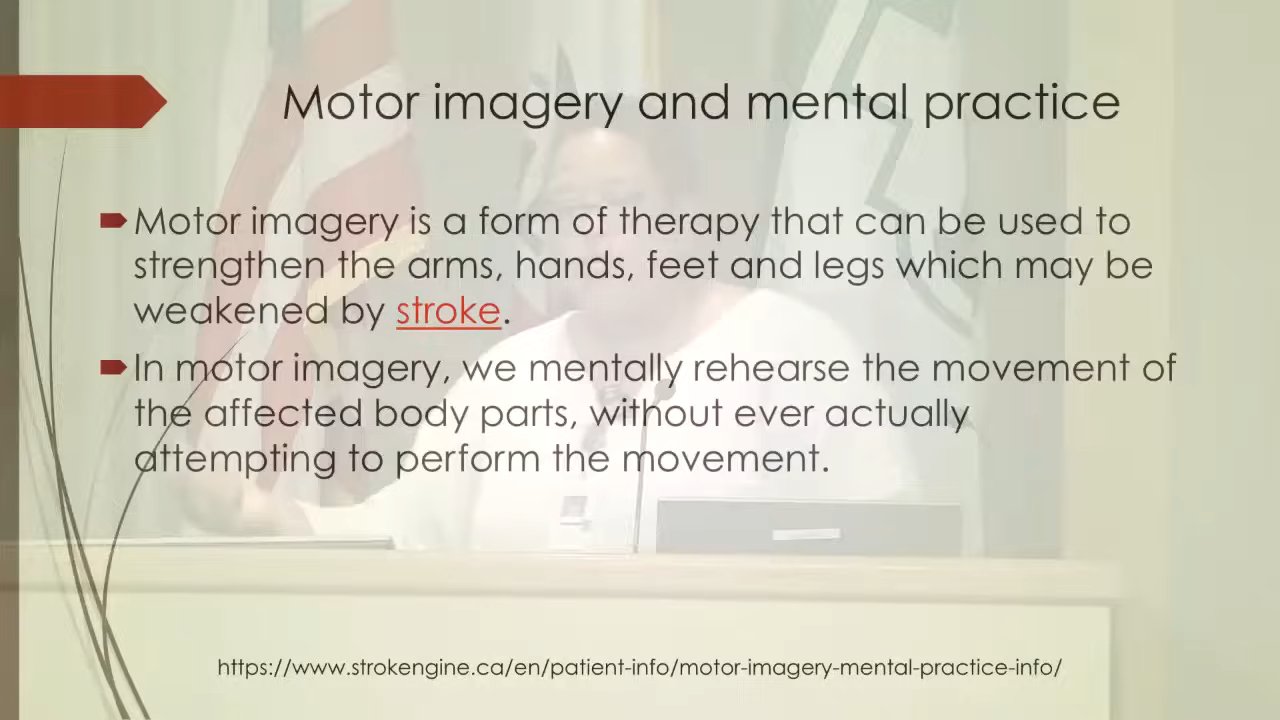 Motor imagery and mental practice
Motor imagery is a form of therapy that can be used to
strengthen the arms, hands, feet and legs which may be
weakened by stroke.
In motor imagery, we mentally rehearse the movement of
the affected body parts, without ever actually
attempting to perform the movement.
https://www.strokengine.ca/en/patient-info/motor-imagery-mental-practice-info/